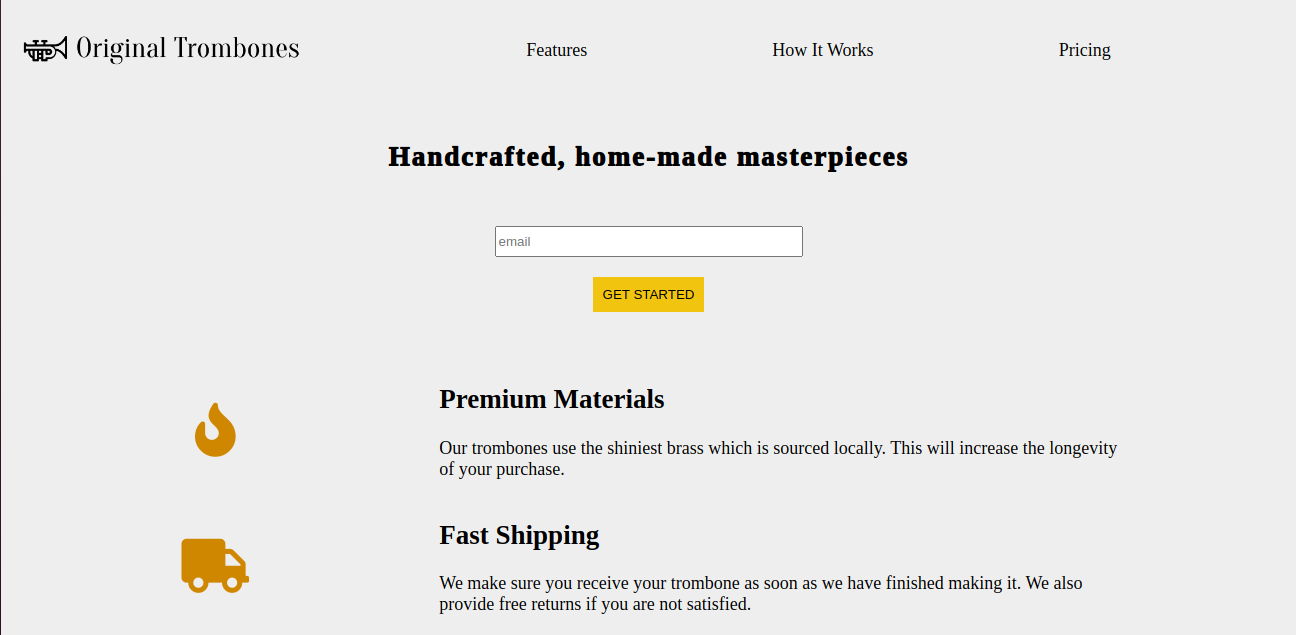 Original Trombones
Features
How It Works
Pricing
Handcrafted, home-made masterpieces
email
GET STARTED
Premium Materials
Our trombones use the shiniest brass which is sourced locally. This will increase the longevity
of your purchase.
Fast Shipping
We make sure you receive your trombone as soon as we have finished making it. We also
provide free returns if you are not satisfied.